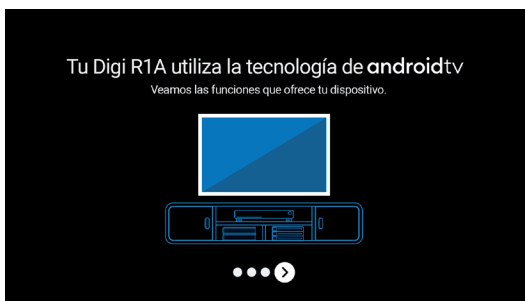 Tu Digi R1A utiliza la tecnología de androidtv
Veamos las funciones que ofrece tu dispositivo.